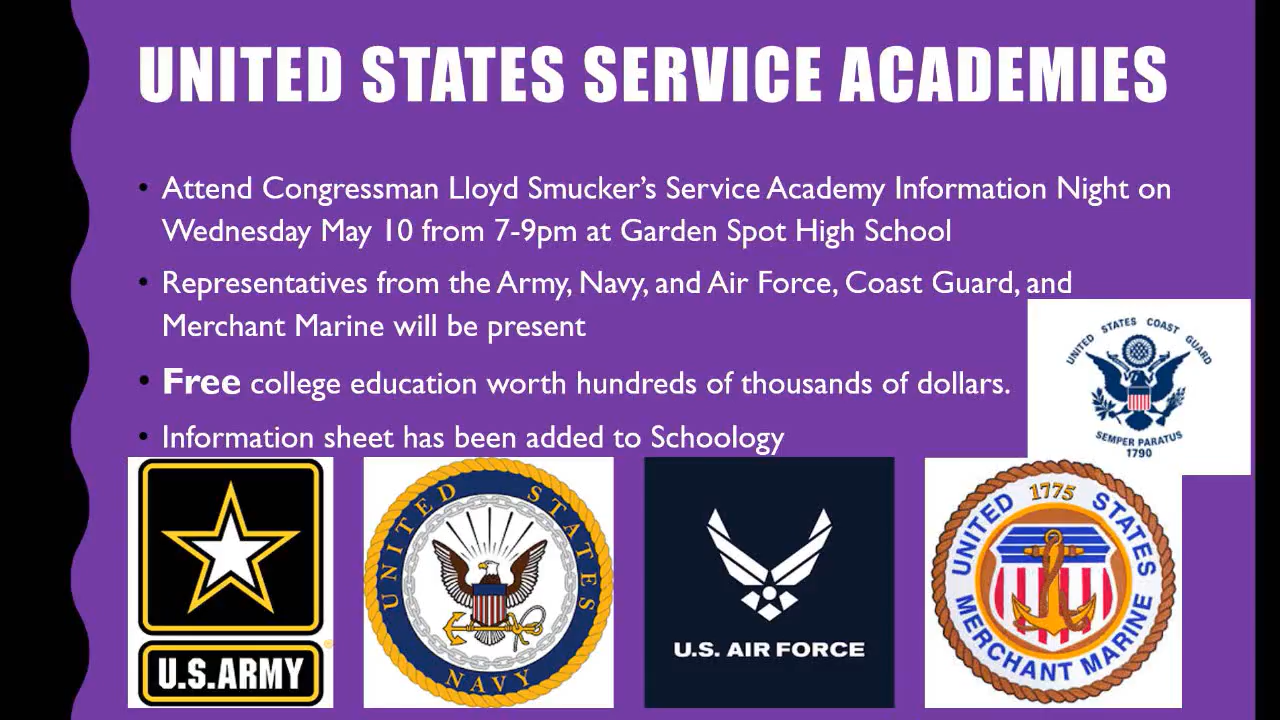 UNITED STATES SERVICE ACADEMIES
• Attend Congressman Lloyd Smucker’s Service Academy Information Night on
Wednesday May 10 from 7-9pm at Garden Spot High School
• Representatives from the Army, Navy, and Air Force, Coast Guard, and
Merchant Marine will be present
• Free college education worth hundreds of thousands of dollars.
• Information sheet has been added to Schoology
UNITED STATES COAST GUARD
SEMPER PARATUS
1790
U.S.ARMY
UNITED STATES
NAVY
U.S. AIR FORCE
UNITED 1775 STATES
MERCHANT MARINE